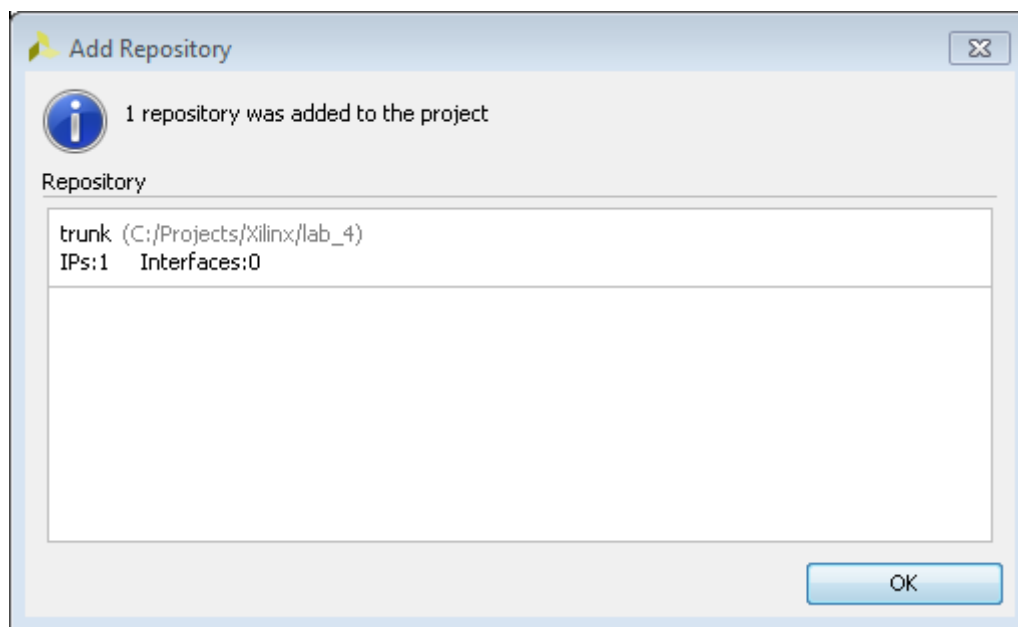 Add Repository
1 repository was added to the project
Repository
trunk (C:/Projects/Xilinx/lab_4)
IPs:1 Interfaces:0
OK